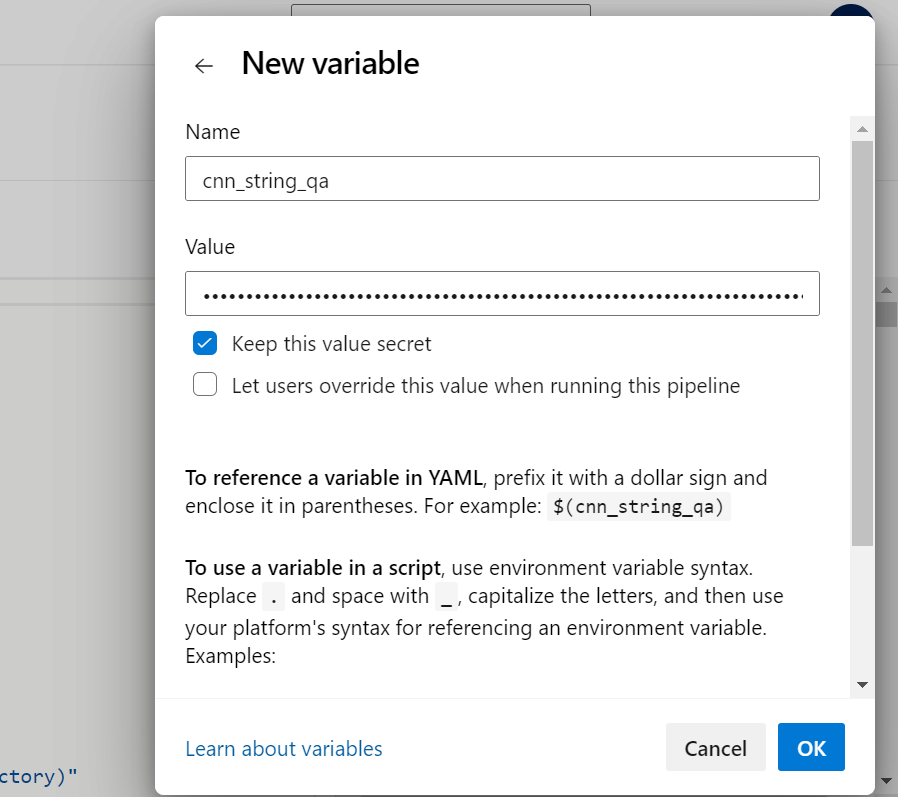 New variable
Name
cnn_string_qa
Value
Keep this value secret
Let users override this value when running this pipeline
To reference a variable in YAML, prefix it with a dollar sign and
enclose it in parentheses. For example: $(cnn_string_qa)
To use a variable in a script, use environment variable syntax.
Replace . and space with _, capitalize the letters, and then use
your platform's syntax for referencing an environment variable.
Examples:
Learn about variables
Cancel
OK
ctory)"